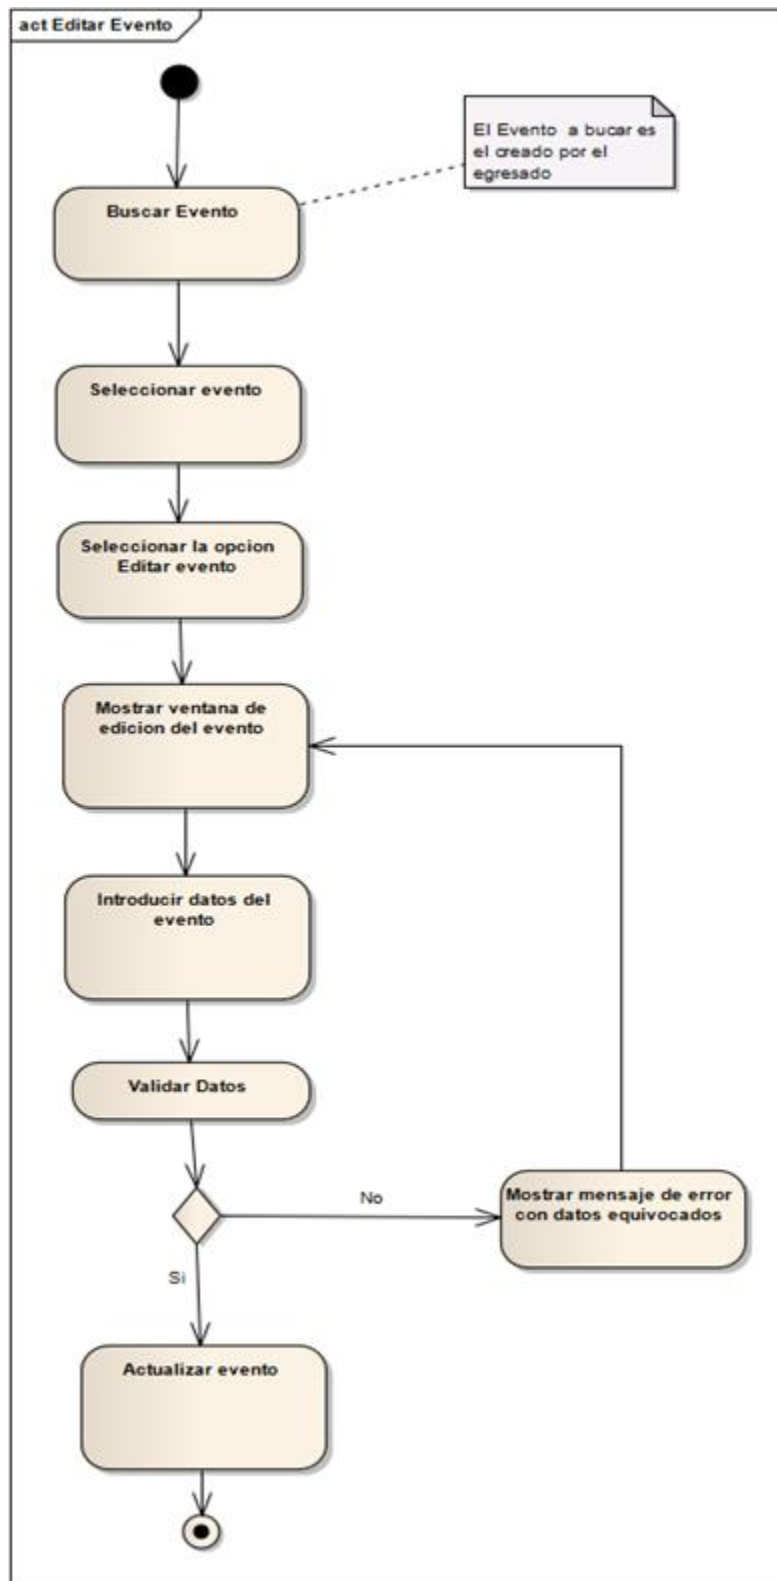 act Editar Evento
El Evento a bucar es
el creado por el
egresado
Buscar Evento
Seleccionar evento
Seleccionar la opcion
Editar evento
Mostrar ventana de
edicion del evento
Introducir datos del
evento
Validar Datos
No
Mostrar mensaje de error
con datos equivocados
Si
Actualizar evento